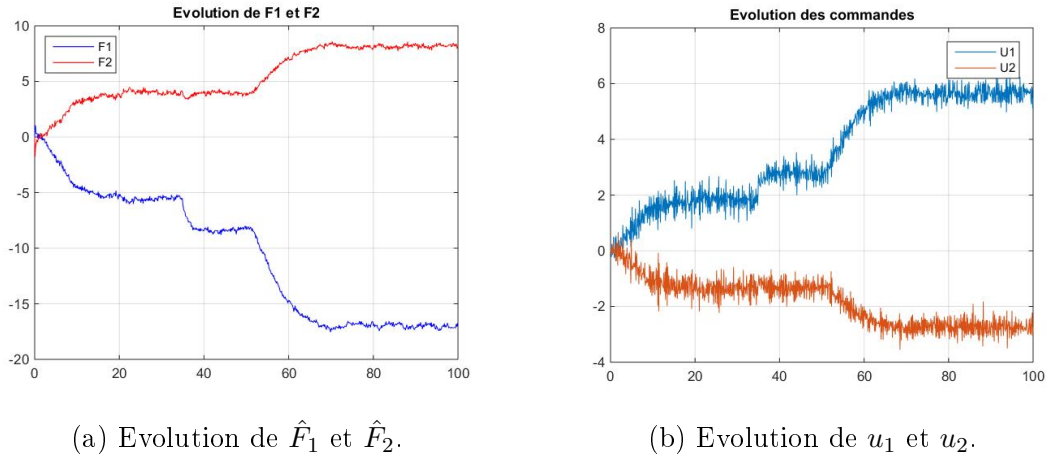 Evolution de F1 et F2
10
5
0
-5
-10
-15
-20
F1
F2
0 20 40 60 80 100
(a) Evolution de F̂₁ et F̂₂.
Evolution des commandes
8
6
4
2
0
-2
-4
U1
U2
0 20 40 60 80 100
(b) Evolution de u₁ et u₂.